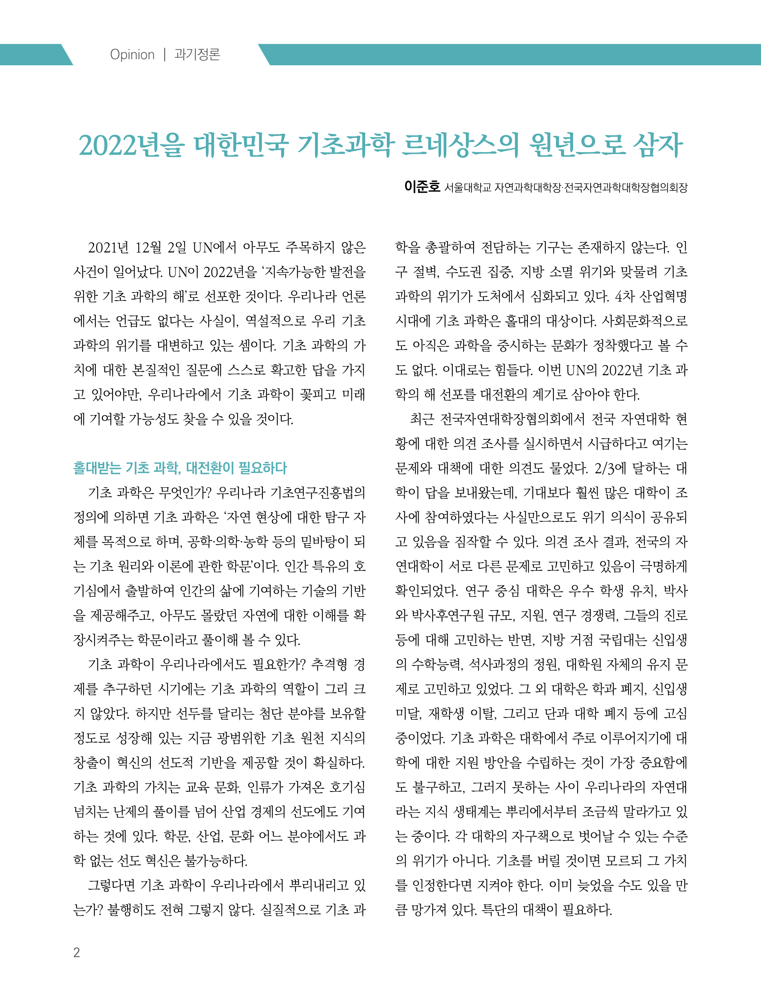 Opinion | 과기정론
2022년을 대한민국 기초과학 르네상스의 원년으로 삼자
이준호 서울대학교 자연과학대학장·전국자연과학대학장협의회장
2021년 12월 2일 UN에서 아무도 주목하지 않은
사건이 일어났다. UN이 2022년을 ‘지속가능한 발전을
위한 기초 과학의 해’로 선포한 것이다. 우리나라 언론
에서는 언급도 없다는 사실이, 역설적으로 우리 기초
과학의 위기를 대변하고 있는 셈이다. 기초 과학의 가
치에 대한 본질적인 질문에 스스로 확고한 답을 가지
고 있어야만, 우리나라에서 기초 과학이 꽃피고 미래
에 기여할 가능성도 찾을 수 있을 것이다.
홀대받는 기초 과학, 대전환이 필요하다
기초 과학은 무엇인가? 우리나라 기초연구진흥법의
정의에 의하면 기초 과학은 ‘자연 현상에 대한 탐구 자
체를 목적으로 하며, 공학·의학·농학 등의 밑바탕이 되
는 기초 원리와 이론에 관한 학문’이다. 인간 특유의 호
기심에서 출발하여 인간의 삶에 기여하는 기술의 기반
을 제공해주고, 아무도 몰랐던 자연에 대한 이해를 확
장시켜주는 학문이라고 풀이해 볼 수 있다.
기초 과학이 우리나라에서도 필요한가? 추격형 경
제를 추구하던 시기에는 기초 과학의 역할이 그리 크
지 않았다. 하지만 선두를 달리는 첨단 분야를 보유할
정도로 성장해 있는 지금 광범위한 기초 원천 지식의
창출이 혁신의 선도적 기반을 제공할 것이 확실하다.
기초 과학의 가치는 교육 문화, 인류가 가져온 호기심
넘치는 난제의 풀이를 넘어 산업 경제의 선도에도 기여
하는 것에 있다. 학문, 산업, 문화 어느 분야에서도 과
학 없는 선도 혁신은 불가능하다.
그렇다면 기초 과학이 우리나라에서 뿌리내리고 있
는가? 불행히도 전혀 그렇지 않다. 실질적으로 기초 과
학을 총괄하여 전담하는 기구는 존재하지 않는다. 인
구 절벽, 수도권 집중, 지방 소멸 위기와 맞물려 기초
과학의 위기가 도처에서 심화되고 있다. 4차 산업혁명
시대에 기초 과학은 홀대의 대상이다. 사회문화적으로
도 아직은 과학을 중시하는 문화가 정착했다고 볼 수
도 없다. 이대로는 힘들다. 이번 UN의 2022년 기초 과
학의 해 선포를 대전환의 계기로 삼아야 한다.
최근 전국자연대학장협의회에서 전국 자연대학 현
황에 대한 의견 조사를 실시하면서 시급하다고 여기는
문제와 대책에 대한 의견도 물었다. 2/3에 달하는 대
학이 답을 보내왔는데, 기대보다 훨씬 많은 대학이 조
사에 참여하였다는 사실만으로도 위기 의식이 공유되
고 있음을 짐작할 수 있다. 의견 조사 결과, 전국의 자
연대학이 서로 다른 문제로 고민하고 있음이 극명하게
확인되었다. 연구 중심 대학은 우수 학생 유치, 박사
와 박사후연구원 규모, 지원, 연구 경쟁력, 그들의 진로
등에 대해 고민하는 반면, 지방 거점 국립대는 신입생
의 수학능력, 석사과정의 정원, 대학원 자체의 유지 문
제로 고민하고 있었다. 그 외 대학은 학과 폐지, 신입생
미달, 재학생 이탈, 그리고 단과 대학 폐지 등에 고심
중이었다. 기초 과학은 대학에서 주로 이루어지기에 대
학에 대한 지원 방안을 수립하는 것이 가장 중요함에
도 불구하고, 그러지 못하는 사이 우리나라의 자연대
라는 지식 생태계는 뿌리에서부터 조금씩 말라가고 있
는 중이다. 각 대학의 자구책으로 벗어날 수 있는 수준
의 위기가 아니다. 기초를 버릴 것이면 모르되 그 가치
를 인정한다면 지켜야 한다. 이미 늦었을 수도 있을 만
큼 망가져 있다. 특단의 대책이 필요하다.
2